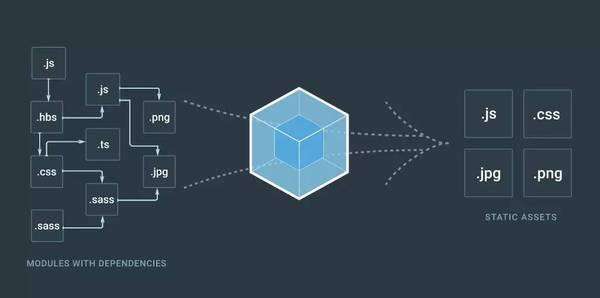 .js
.js
.hbs
.png
.ts
.css
.jpg
.sass
.sass
MODULES WITH DEPENDENCIES
.js
.css
.jpg
.png
STATIC ASSETS